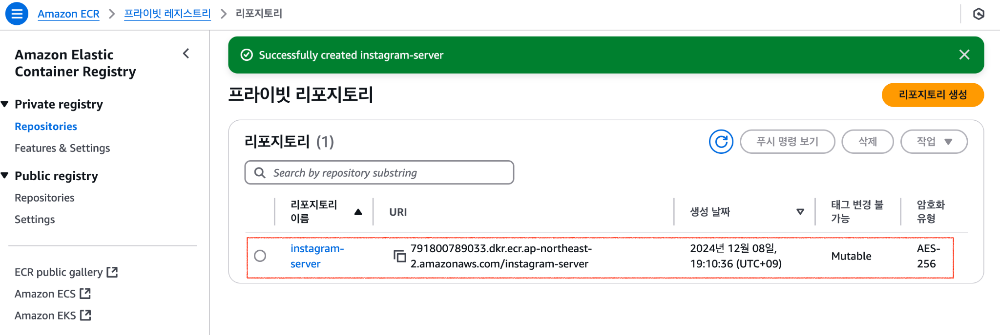 Amazon ECR > 프라이빗 레지스트리 > 리포지토리
Amazon Elastic
Container Registry
Private registry
Repositories
Features & Settings
Public registry
Repositories
Settings
ECR public gallery
Amazon ECS
Amazon EKS
Successfully created instagram-server
프라이빗 리포지토리
리포지토리 생성
리포지토리 (1)
푸시 명령 보기
삭제
작업
Search by repository substring
리포지토리
이름
URI
생성 날짜
태그 변경 불
가능
암호화
유형
instagram-
server
791800789033.dkr.ecr.ap-northeast-
2.amazonaws.com/instagram-server
2024년 12월 08일,
19:10:36 (UTC+09)
Mutable
AES-
256